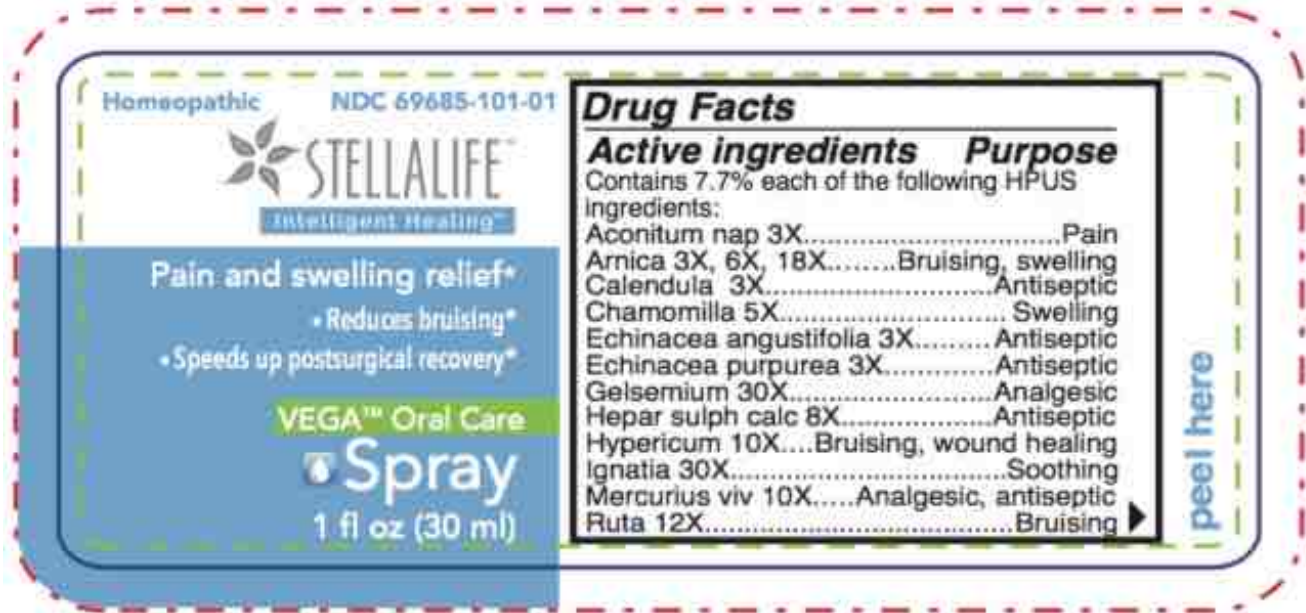 Homeopathic NDC 69685-101-01
STELLALIFE™
Intelligent Healing™
Pain and swelling relief*
• Reduces bruising*
• Speeds up postsurgical recovery*
VEGA™ Oral Care
Spray
1 fl oz (30 ml)
Drug Facts
Active ingredients Purpose
Contains 7.7% each of the following HPUS
ingredients:
Aconitum nap 3X................................Pain
Arnica 3X, 6X, 18X........Bruising, swelling
Calendula 3X.............................Antiseptic
Chamomilla 5X............................. Swelling
Echinacea angustifolia 3X..........Antiseptic
Echinacea purpurea 3X..............Antiseptic
Gelsemium 30X..........................Analgesic
Hepar sulph calc 8X...................Antiseptic
Hypericum 10X....Bruising, wound healing
Ignatia 30X...................................Soothing
Mercurius viv 10X.....Analgesic, antiseptic
Ruta 12X.......................................Bruising
peel here